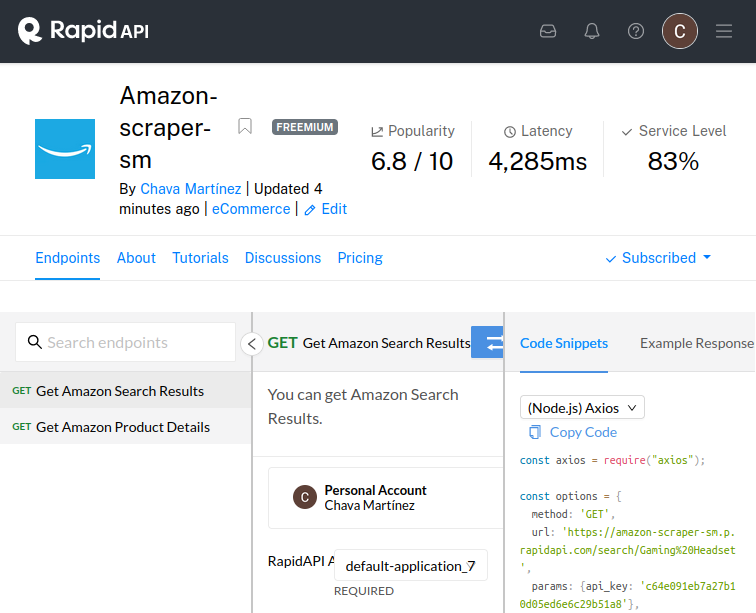 Rapid API
C
Amazon-
scraper-
sm
FREEMIUM
By Chava Martínez | Updated 4
minutes ago | eCommerce | Edit
Popularity
6.8 / 10
Latency
4,285ms
Service Level
83%
Endpoints About Tutorials Discussions Pricing
Subscribed
Search endpoints
GET Get Amazon Search Results
GET Get Amazon Product Details
GET Get Amazon Search Results
You can get Amazon Search
Results.
C
Personal Account
Chava Martínez
RapidAPI A
default-application_7
REQUIRED
Code Snippets Example Response
(Node.js) Axios
Copy Code
const axios = require("axios");
const options = {
method: 'GET',
url: 'https://amazon-scraper-sm.p.
rapidapi.com/search/Gaming%20Headset
',
params: {api_key: 'c64e091eb7a27b1
0d05ed6e6c29b51a8'},